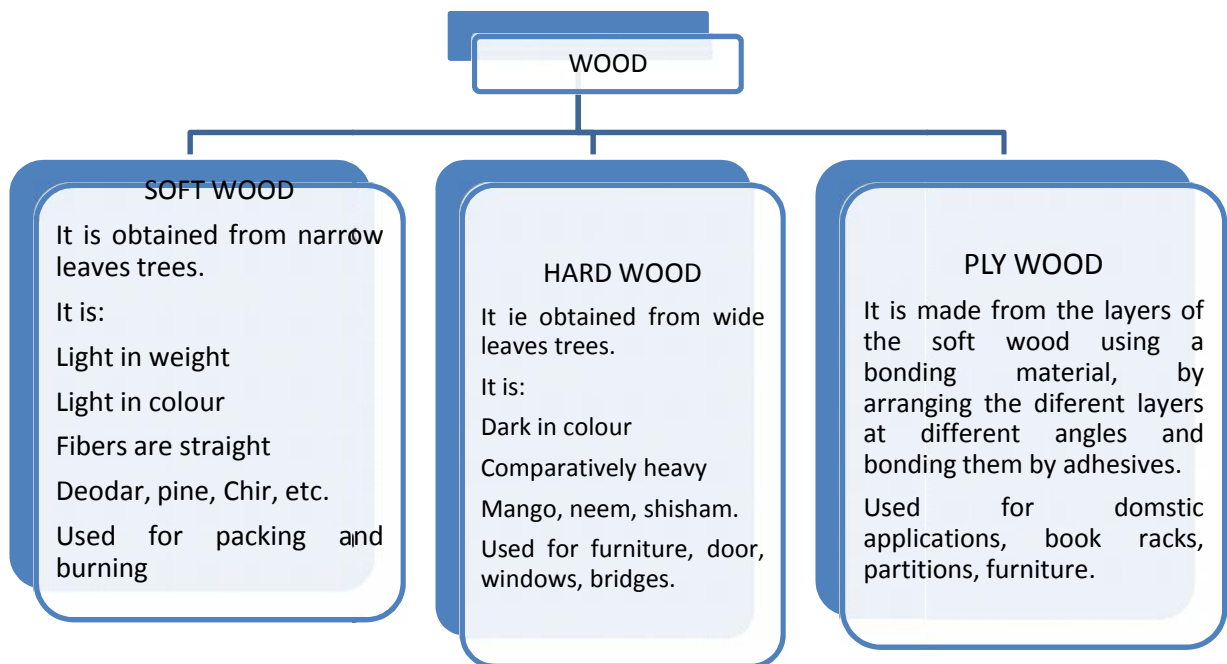 WOOD
SOFT WOOD
It is obtained from narrow
leaves trees.
It is:
Light in weight
Light in colour
Fibers are straight
Deodar, pine, Chir, etc.
Used for packing and
burning
HARD WOOD
It ie obtained from wide
leaves trees.
It is:
Dark in colour
Comparatively heavy
Mango, neem, shisham.
Used for furniture, door,
windows, bridges.
PLY WOOD
It is made from the layers of
the soft wood using a
bonding material, by
arranging the diferent layers
at different angles and
bonding them by adhesives.
Used for domstic
applications, book racks,
partitions, furniture.